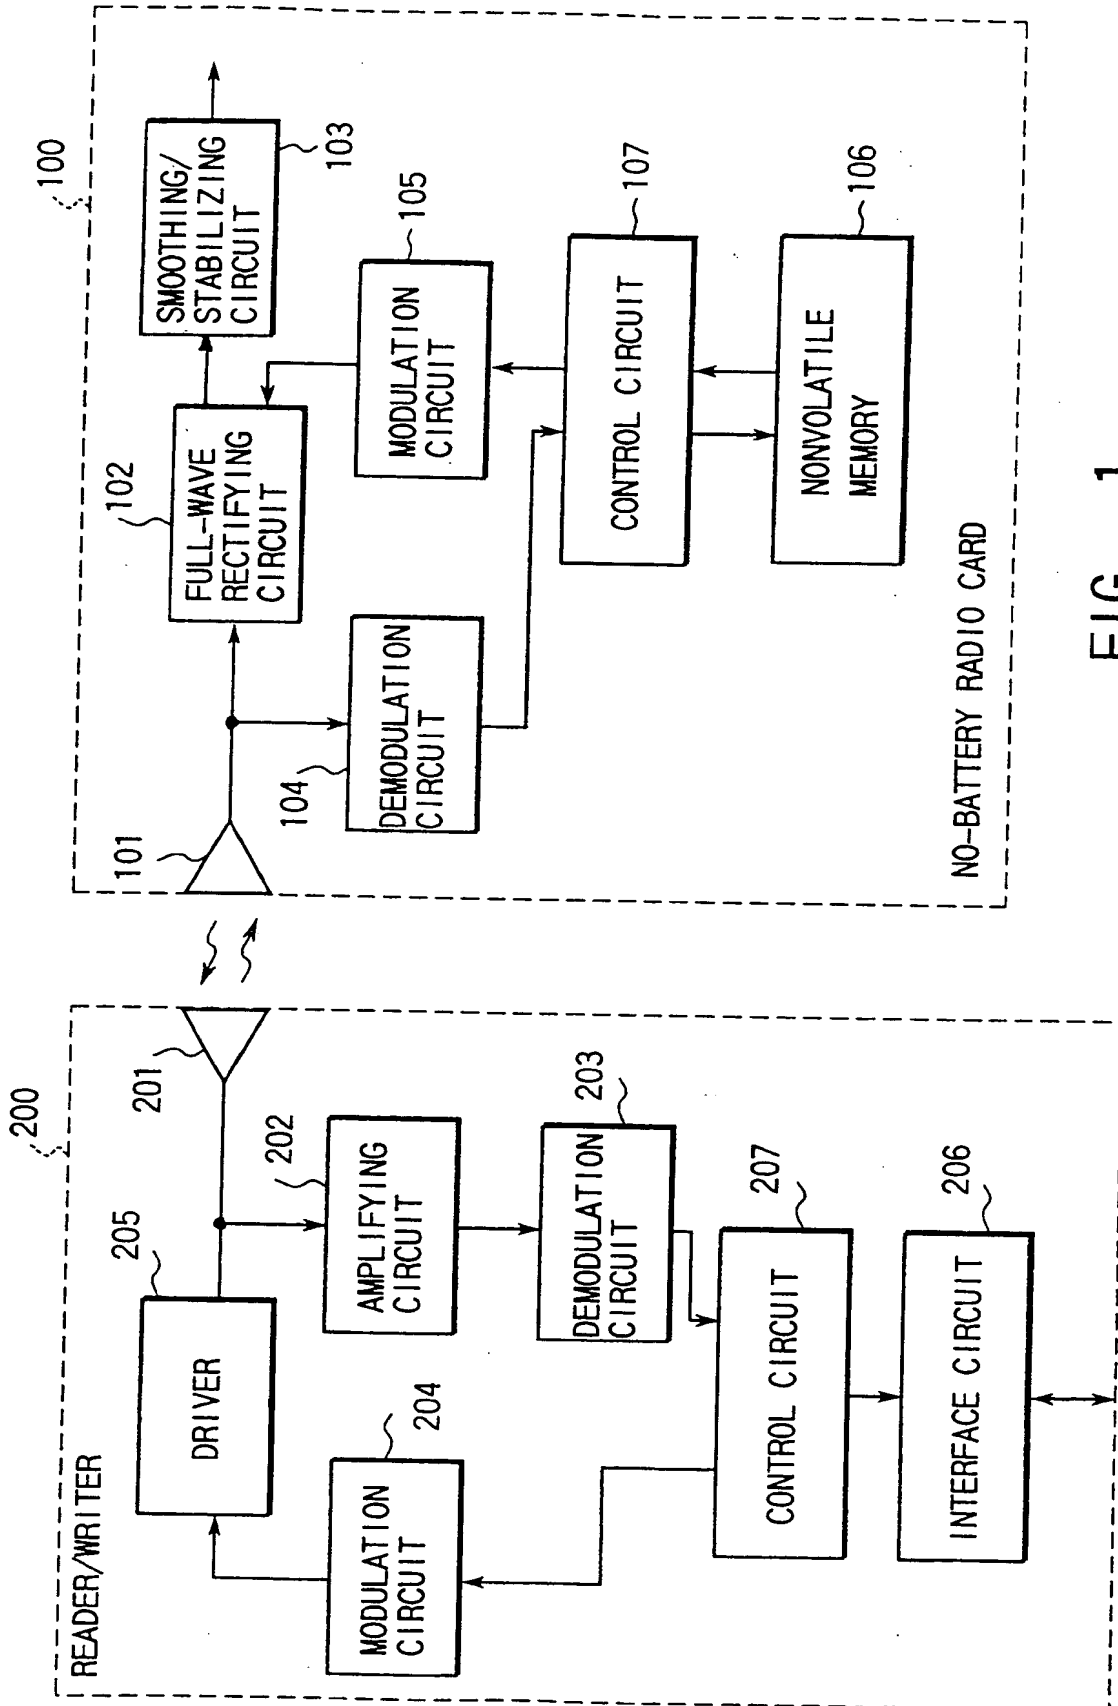 200
READER/WRITER
205
DRIVER
201
202
AMPLIFYING
CIRCUIT
204
MODULATION
CIRCUIT
203
DEMODULATION
CIRCUIT
207
CONTROL CIRCUIT
206
INTERFACE CIRCUIT
100
101
102
FULL-WAVE
RECTIFYING
CIRCUIT
SMOOTHING/
STABILIZING
CIRCUIT
103
104
DEMODULATION
CIRCUIT
105
MODULATION
CIRCUIT
107
CONTROL CIRCUIT
106
NONVOLATILE
MEMORY
NO-BATTERY RADIO CARD
FIG. 1